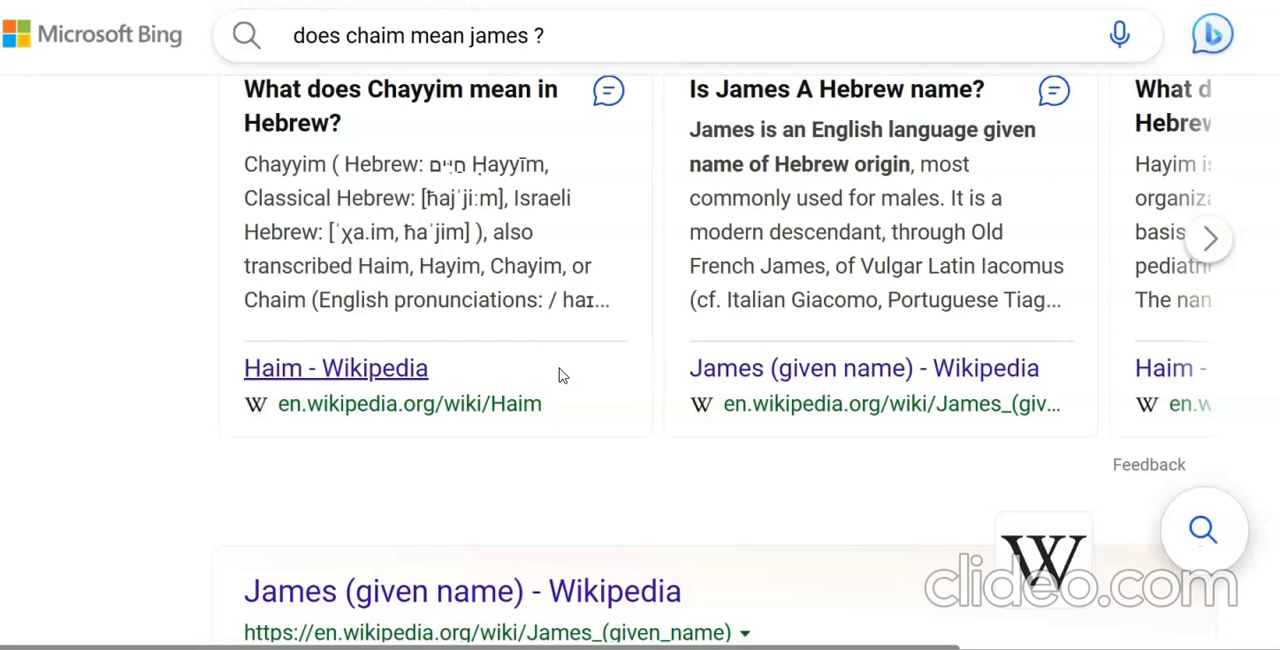 Microsoft Bing
does chaim mean james ?
What does Chayyim mean in
Hebrew?
Chayyim ( Hebrew: חַיִּים Ḥayyīm,
Classical Hebrew: [ħajˈjiːm], Israeli
Hebrew: [ˈχa.im, ħaˈjim] ), also
transcribed Haim, Hayim, Chayim, or
Chaim (English pronunciations: / haɪ...
Haim - Wikipedia
W en.wikipedia.org/wiki/Haim
Is James A Hebrew name?
James is an English language given
name of Hebrew origin, most
commonly used for males. It is a
modern descendant, through Old
French James, of Vulgar Latin Iacomus
(cf. Italian Giacomo, Portuguese Tiag...
James (given name) - Wikipedia
W en.wikipedia.org/wiki/James_(giv...
What d
Hebrew
Hayim is
organiza
basis
pediatri
The nam
Haim -
W en.w
Feedback
W
clideo.com
James (given name) - Wikipedia
https://en.wikipedia.org/wiki/James_(given_name)